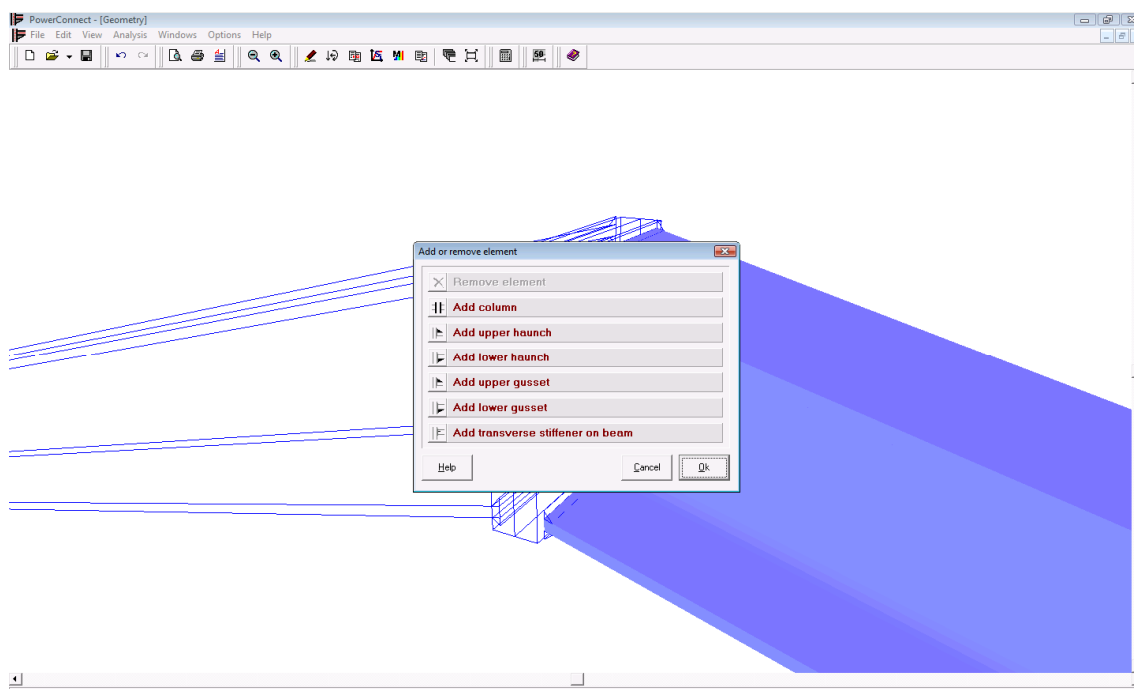 PowerConnect - [Geometry]
File Edit View Analysis Windows Options Help
50-
Add or remove element
Remove element
Add column
Add upper haunch
Add lower haunch
Add upper gusset
Add lower gusset
Add transverse stiffener on beam
Help Cancel Ok